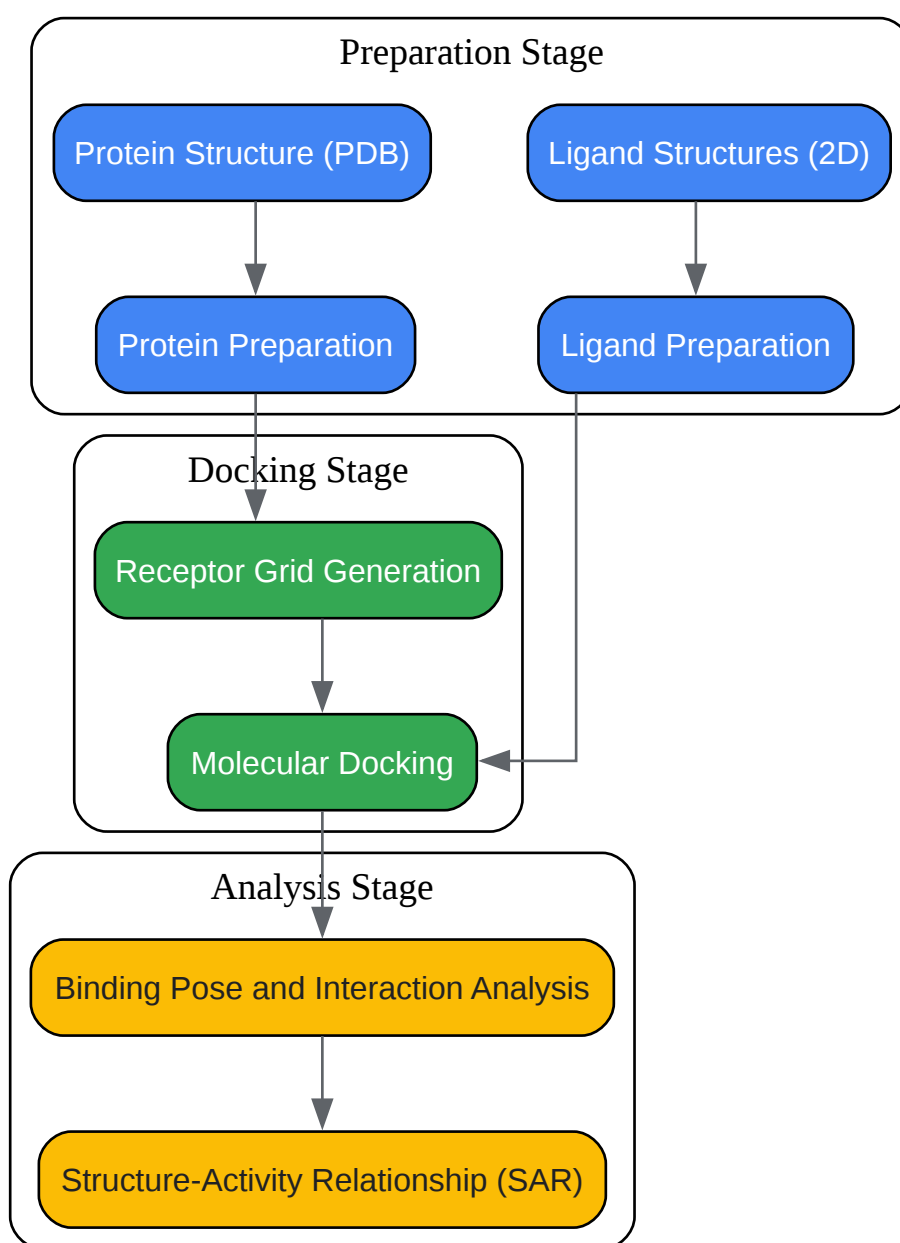 Preparation Stage
Protein Structure (PDB)
Ligand Structures (2D)
Protein Preparation
Ligand Preparation
Docking Stage
Receptor Grid Generation
Molecular Docking
Analysis Stage
Binding Pose and Interaction Analysis
Structure-Activity Relationship (SAR)